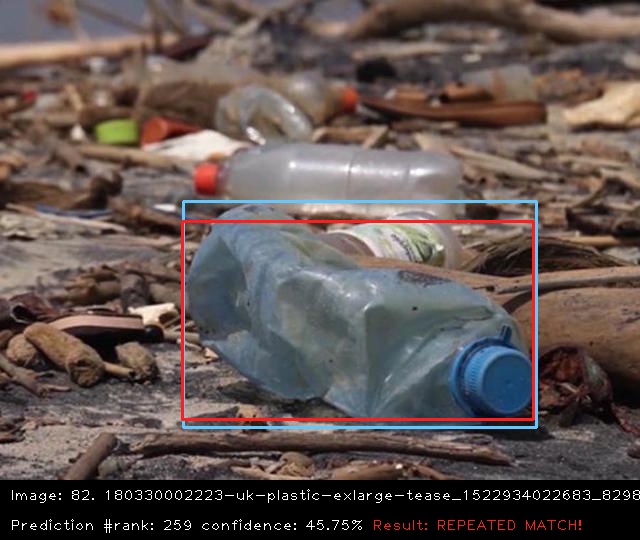 Image: 82. 180330002223-uk-plastic-exlarge-tease_1522934022683_8298
Prediction #rank: 259 confidence: 45.75% Result: REPEATED MATCH!